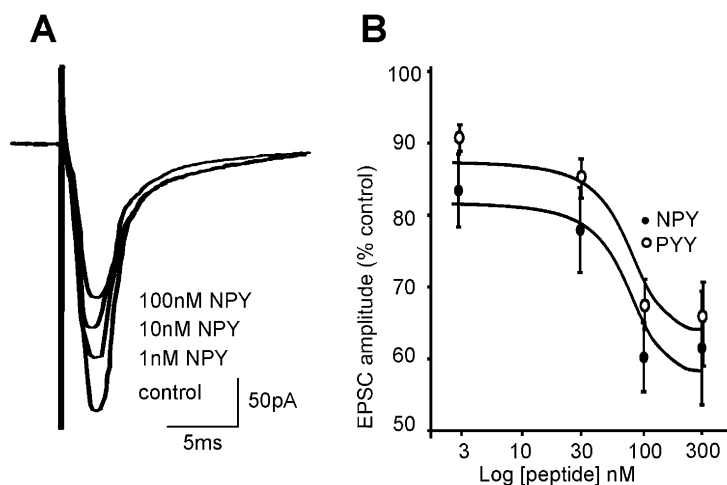 A
100nM NPY
10nM NPY
1nM NPY
control
50pA
5ms
B
EPSC amplitude (% control)
100
90
80
70
60
50
NPY
PYY
3 10 30 100 300
Log [peptide] nM